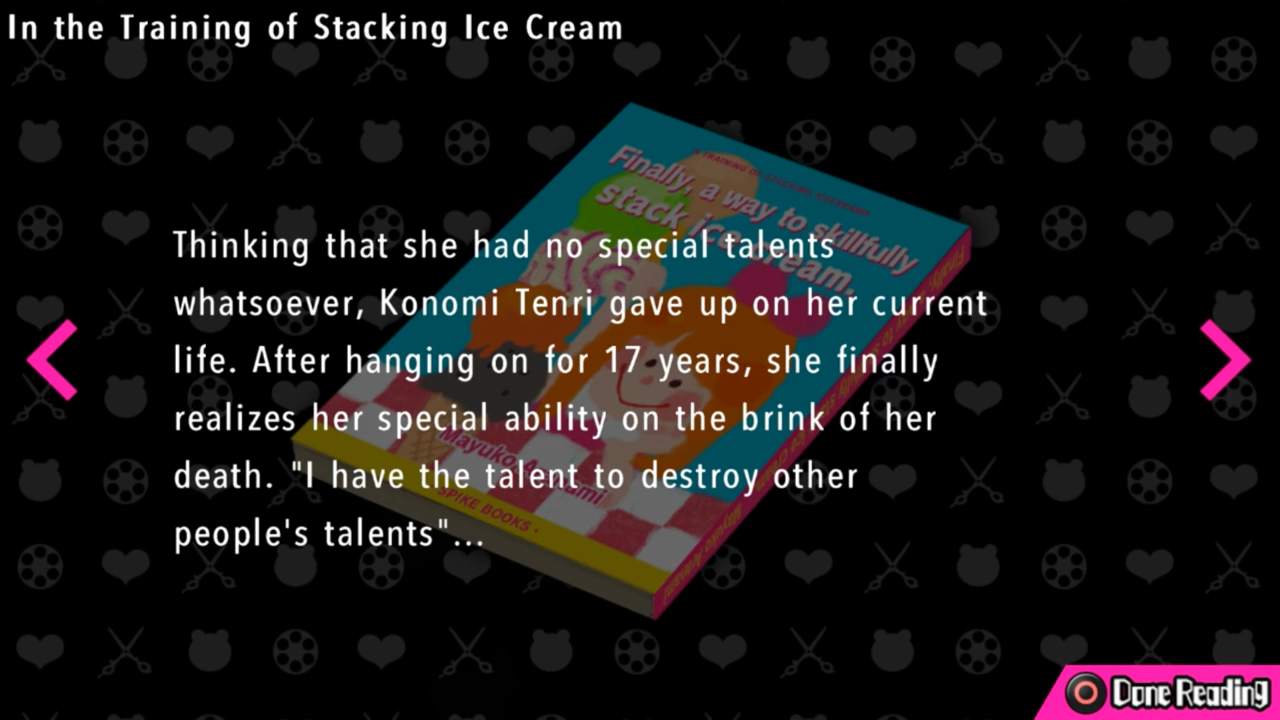 In the Training of Stacking Ice Cream
Finally, a way to skillfully
stack ice cream.
Thinking that she had no special talents
whatsoever, Konomi Tenri gave up on her current
life. After hanging on for 17 years, she finally
realizes her special ability on the brink of her
death. "I have the talent to destroy other
people's talents"...
SPIKE BOOKS
Done Reading